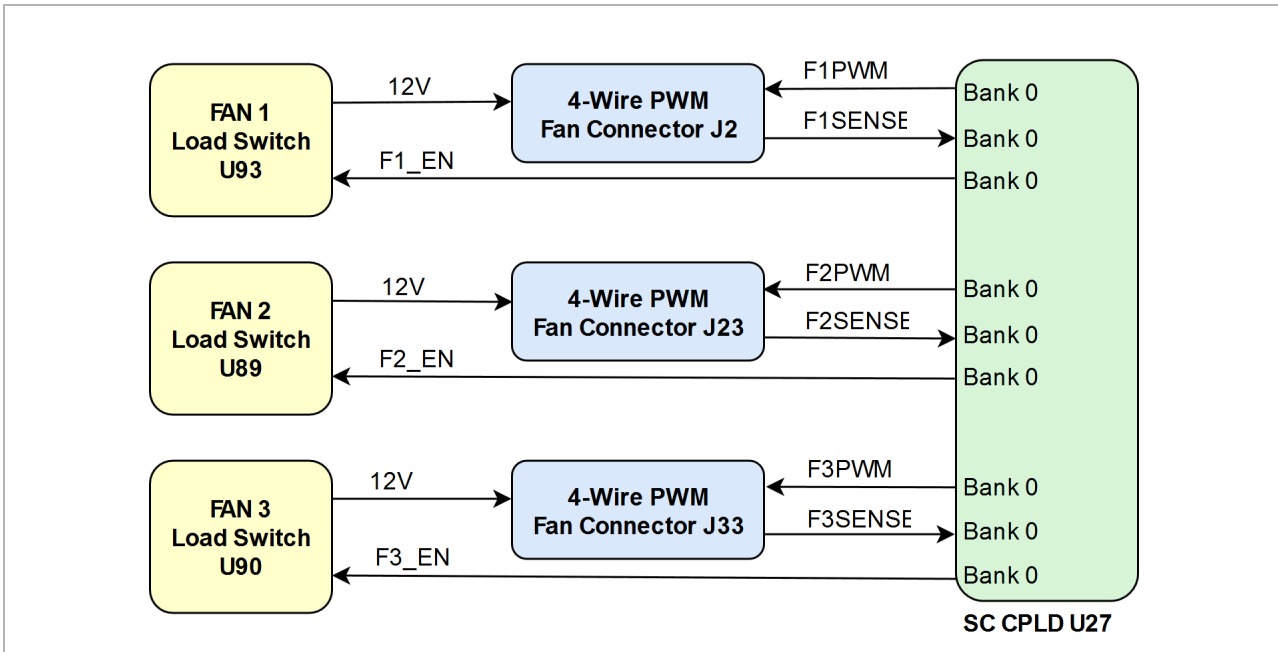 FAN 1
Load Switch
U93
12V
F1_EN
4-Wire PWM
Fan Connector J2
F1PWM
F1SENSE
Bank 0
Bank 0
Bank 0
FAN 2
Load Switch
U89
12V
F2_EN
4-Wire PWM
Fan Connector J23
F2PWM
F2SENSE
Bank 0
Bank 0
Bank 0
FAN 3
Load Switch
U90
12V
F3_EN
4-Wire PWM
Fan Connector J33
F3PWM
F3SENSE
Bank 0
Bank 0
Bank 0
SC CPLD U27